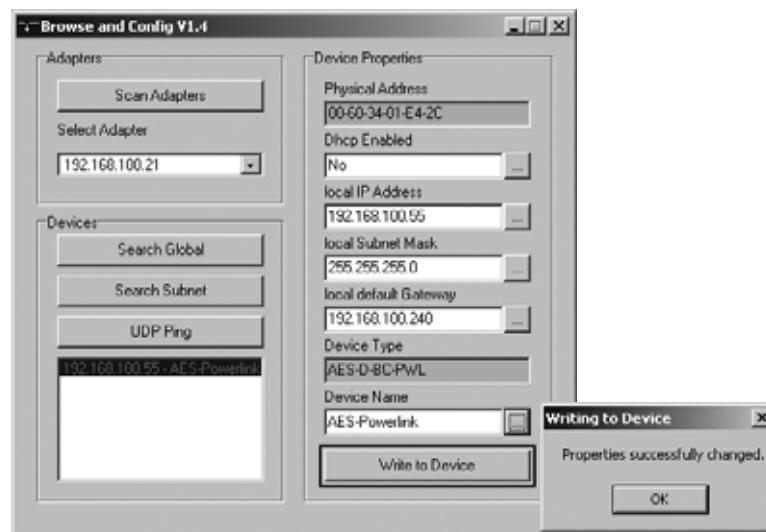 Browse and Config V1.4
Adapters
Scan Adapters
Select Adapter
192.168.100.21
Devices
Search Global
Search Subnet
UDP Ping
192.168.100.55 - AES-Powerlink
Device Properties
Physical Address
00-60-34-01-E4-2C
Dhcp Enabled
No
...
local IP Address
192.168.100.55
...
local Subnet Mask
255.255.255.0
...
local default Gateway
192.168.100.240
...
Device Type
AES-D-BC-PWL
Device Name
AES-Powerlink
Write to Device
Writing to Device
Properties successfully changed.
OK